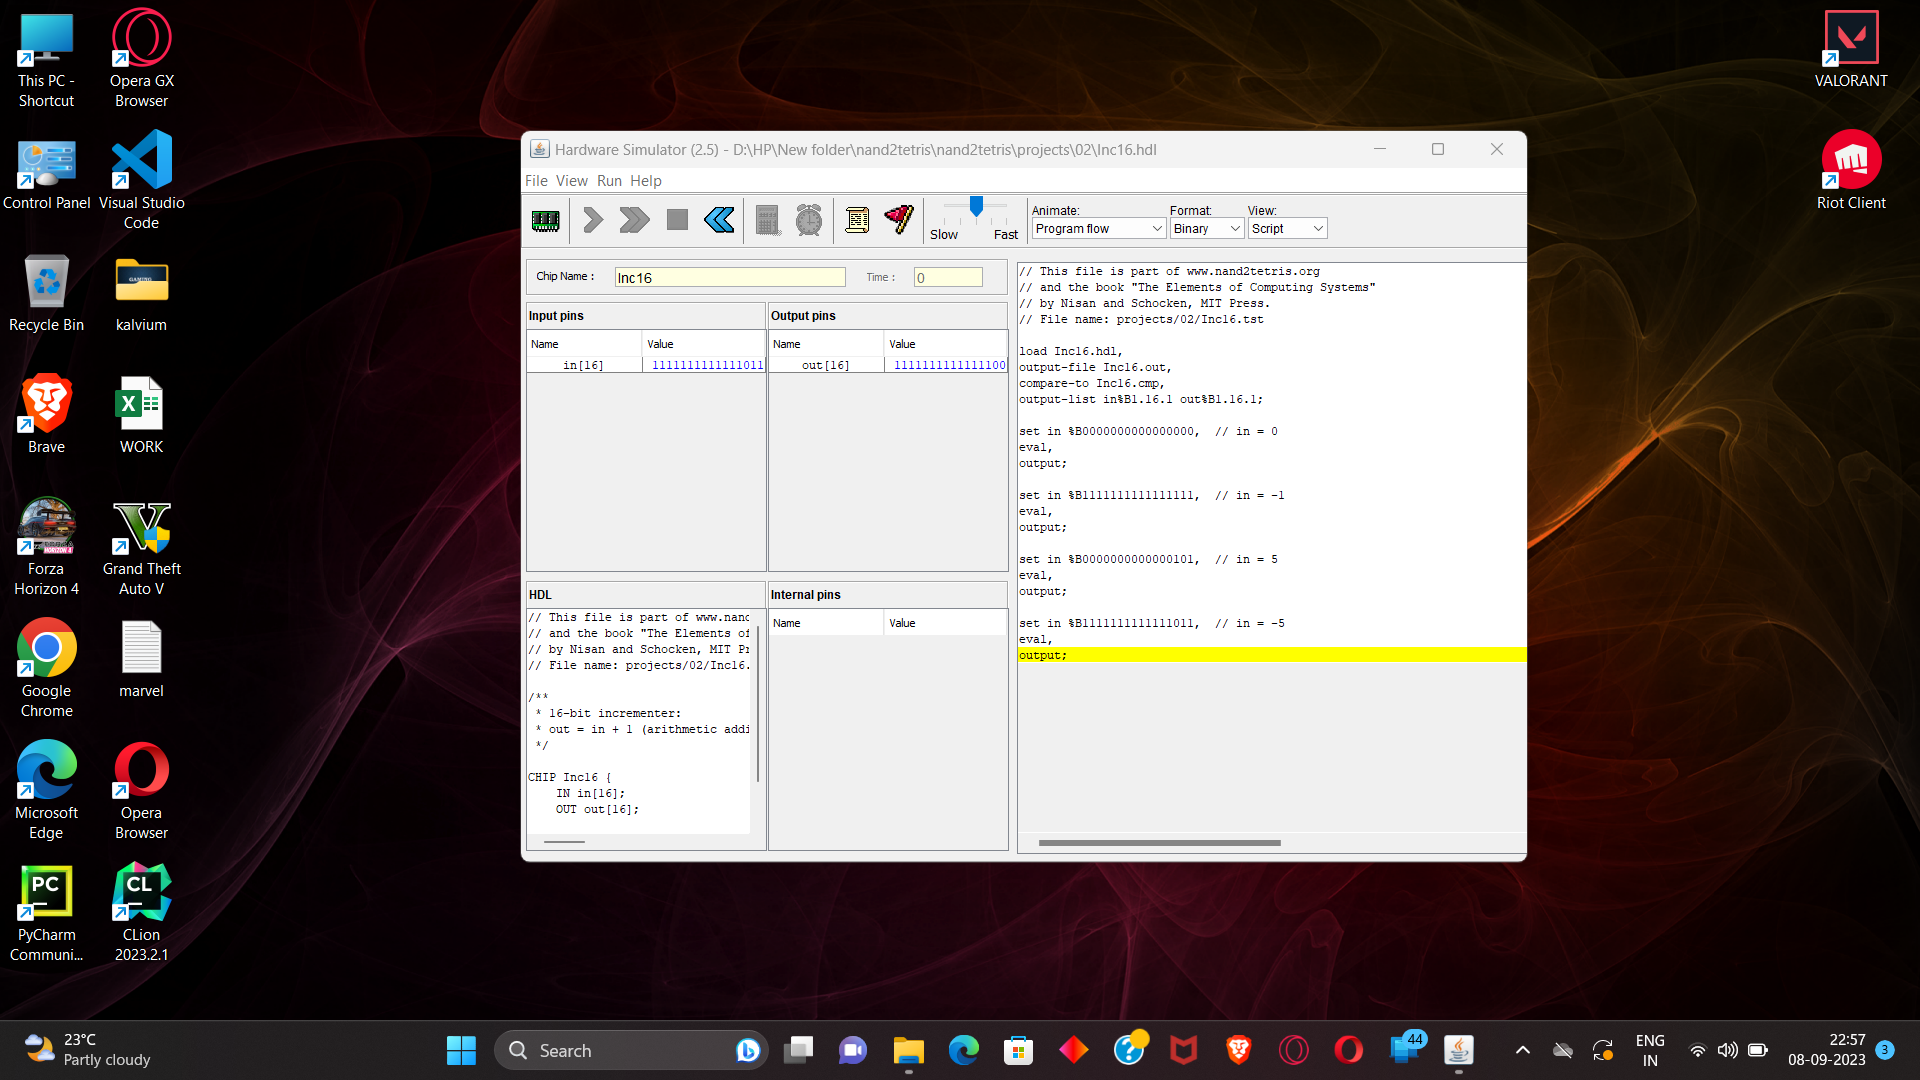 This PC -
Shortcut
Opera GX
Browser
Control Panel
Visual Studio
Code
Recycle Bin
GAMING
kalvium
Brave
WORK
HORIZON 4
Forza
Horizon 4
Grand Theft
Auto V
Google
Chrome
marvel
Microsoft
Edge
Opera
Browser
PC
PyCharm
Communi...
CL
CLion
2023.2.1
VALORANT
Riot Client
Hardware Simulator (2.5) - D:\HP\New folder\nand2tetris\nand2tetris\projects\02\Inc16.hdl
File View Run Help
Slow Fast
Animate:
Program flow
Format:
Binary
View:
Script
Chip Name : Inc16 Time : 0
Input pins
Name Value
in[16] 1111111111111011
Output pins
Name Value
out[16] 1111111111111100
HDL
// This file is part of www.nand
// and the book "The Elements of
// by Nisan and Schocken, MIT Pr
// File name: projects/02/Inc16.
/**
* 16-bit incrementer:
* out = in + 1 (arithmetic addi
*/
CHIP Inc16 {
IN in[16];
OUT out[16];
Internal pins
Name Value
// This file is part of www.nand2tetris.org
// and the book "The Elements of Computing Systems"
// by Nisan and Schocken, MIT Press.
// File name: projects/02/Inc16.tst
load Inc16.hdl,
output-file Inc16.out,
compare-to Inc16.cmp,
output-list in%B1.16.1 out%B1.16.1;
set in %B0000000000000000, // in = 0
eval,
output;
set in %B1111111111111111, // in = -1
eval,
output;
set in %B0000000000000101, // in = 5
eval,
output;
set in %B1111111111111011, // in = -5
eval,
output;
23°C
Partly cloudy
Search
44
ENG
IN
22:57
08-09-2023
3